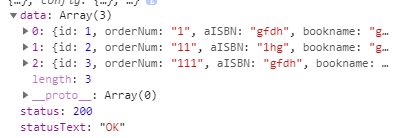 ▼ data: Array(3)
▶ 0: {id: 1, orderNum: "1", aISBN: "gfdh", bookname: "g…
▶ 1: {id: 2, orderNum: "11", aISBN: "1hg", bookname: "g…
▶ 2: {id: 3, orderNum: "111", aISBN: "gfdh", bookname: "…
length: 3
▶ __proto__: Array(0)
status: 200
statusText: "OK"